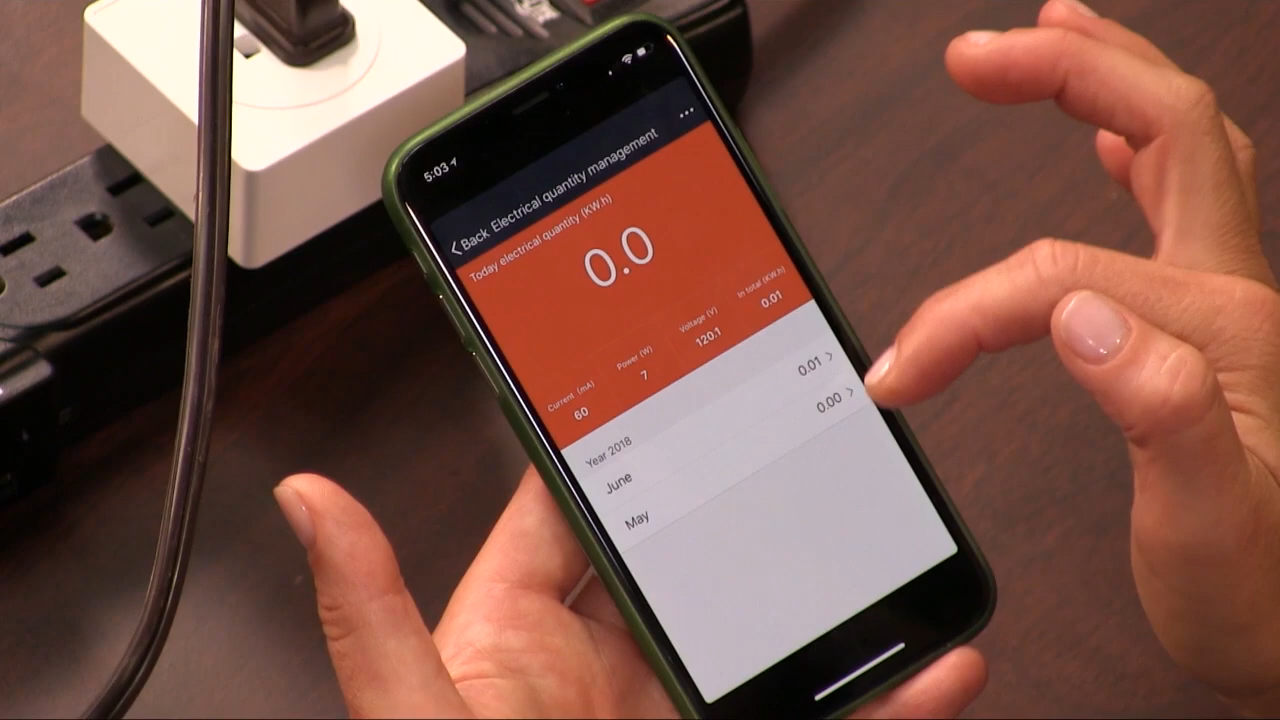 5:03
Back Electrical quantity management
...
Today electrical quantity (KW.h)
0.0
Current (mA) Power (W) Voltage (V) In total (KW.h)
60 7 120.1 0.01
Year 2018
June 0.01
May 0.00